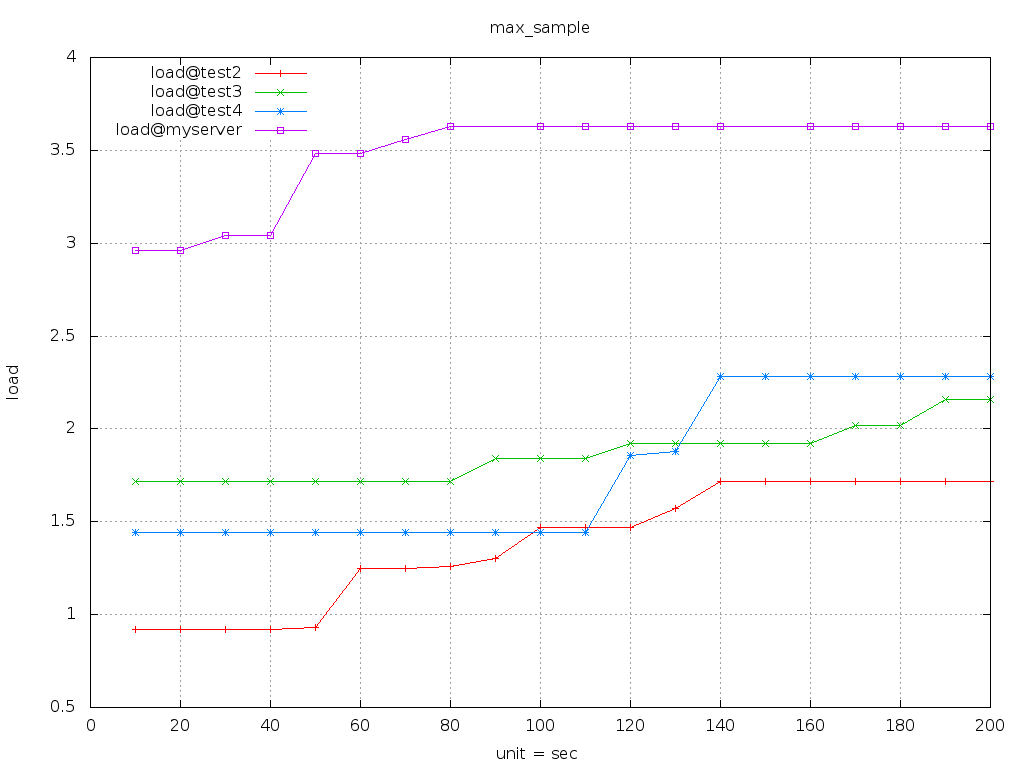 max_sample
4
load@test2
load@test3
load@test4
load@myserver
3.5
3
2.5
load
2
1.5
1
0.5
0 20 40 60 80 100 120 140 160 180 200
unit = sec